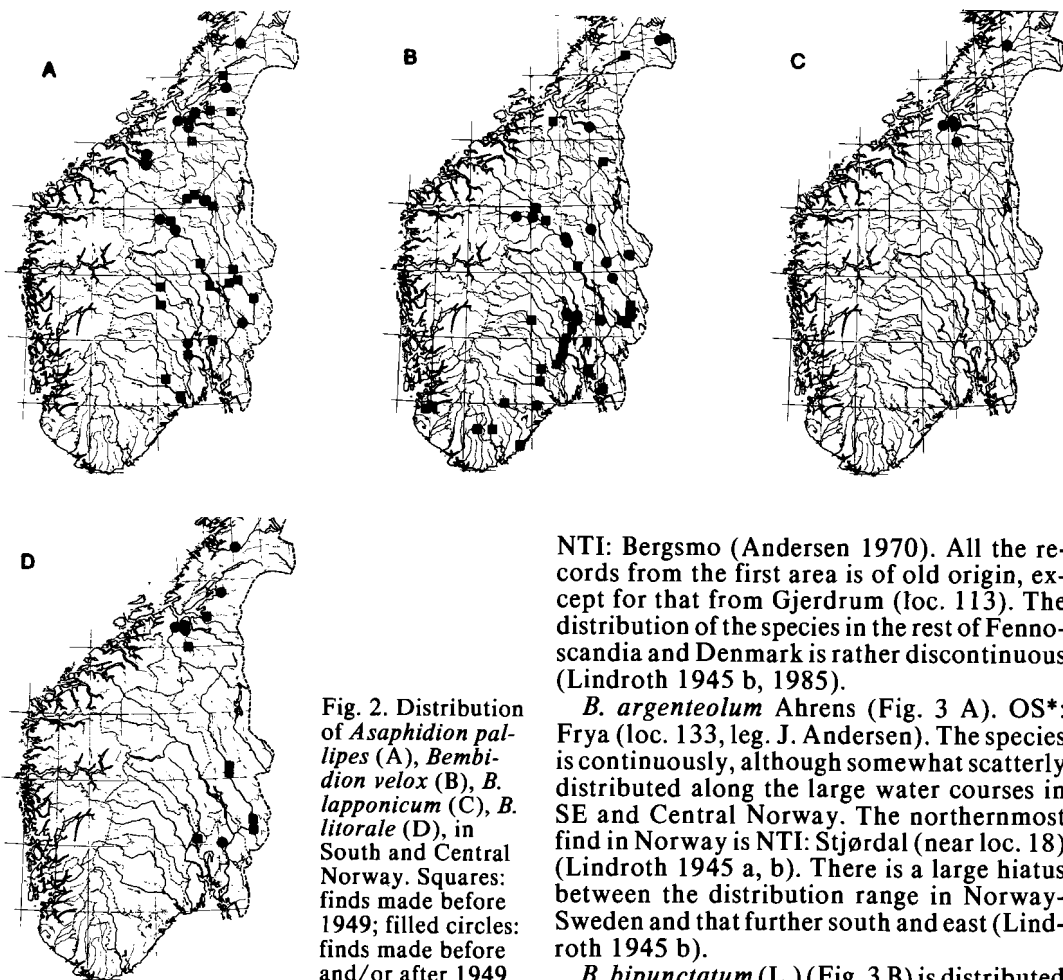 A
B
C
D
Fig. 2. Distribution
of Asaphidion pal-
lipes (A), Bembi-
dion velox (B), B.
lapponicum (C), B.
litorale (D), in
South and Central
Norway. Squares:
finds made before
1949; filled circles:
finds made before
and/or after 1949
NTI: Bergsmo (Andersen 1970). All the re-
cords from the first area is of old origin, ex-
cept for that from Gjerdrum (loc. 113). The
distribution of the species in the rest of Fenno-
scandia and Denmark is rather discontinuous
(Lindroth 1945 b, 1985).
B. argenteolum Ahrens (Fig. 3 A). OS*:
Frya (loc. 133, leg. J. Andersen). The species
is continuously, although somewhat scatterly
distributed along the large water courses in
SE and Central Norway. The northernmost
find in Norway is NTI: Stjørdal (near loc. 18)
(Lindroth 1945 a, b). There is a large hiatus
between the distribution range in Norway-
Sweden and that further south and east (Lind-
roth 1945 b).
B. bipunctatum (L.) (Fig. 3 B) is distributed